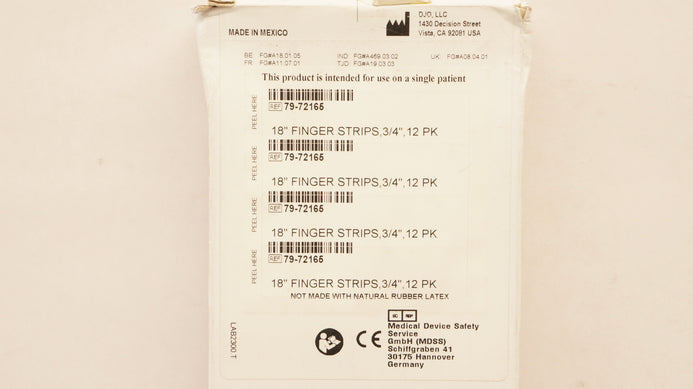 DJO, LLC
1430 Decision Street
Vista, CA 92081 USA
MADE IN MEXICO
BE: FG#A18.01.05 IND: FG#A469.03.02 UK: FG#A08.04.01
FR: FG#A11.07.01 TJD: FG#A19.03.03
This product is intended for use on a single patient
PEEL HERE
REF 79-72165
18" FINGER STRIPS,3/4",12 PK
PEEL HERE
REF 79-72165
18" FINGER STRIPS,3/4",12 PK
PEEL HERE
REF 79-72165
18" FINGER STRIPS,3/4",12 PK
PEEL HERE
REF 79-72165
18" FINGER STRIPS,3/4",12 PK
NOT MADE WITH NATURAL RUBBER LATEX
LAB2300 T
CE
EC REP
Medical Device Safety
Service
GmbH (MDSS)
Schiffgraben 41
30175 Hannover
Germany